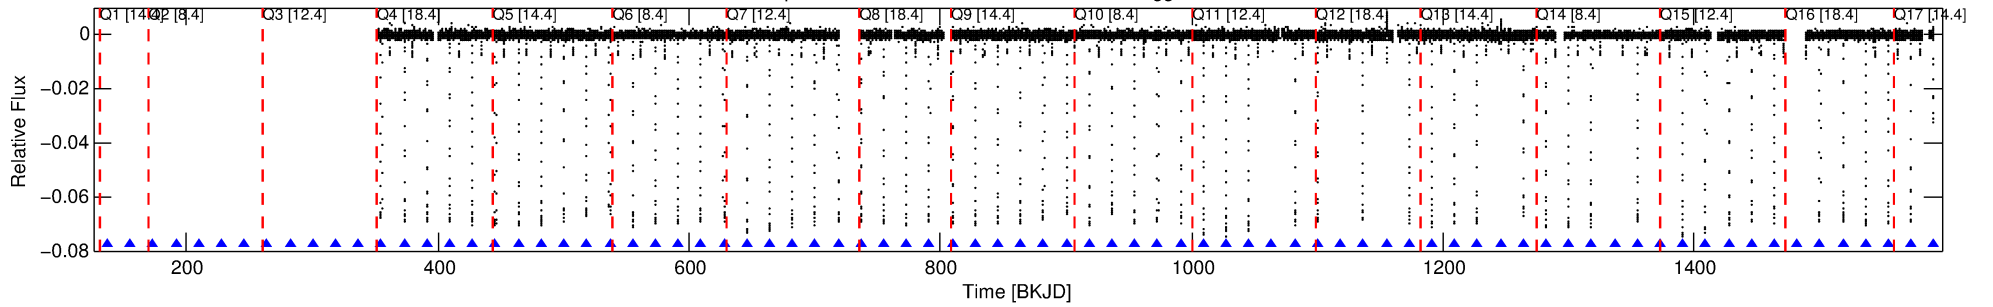 Q1 [14.4] Q2 [8.4] Q3 [12.4] Q4 [18.4] Q5 [14.4] Q6 [8.4] Q7 [12.4] Q8 [18.4] Q9 [14.4] Q10 [8.4] Q11 [12.4] Q12 [18.4] Q13 [14.4] Q14 [8.4] Q15 [12.4] Q16 [18.4] Q17 [14.4]
0
−0.02
−0.04
−0.06
−0.08
Relative Flux
200 400 600 800 1000 1200 1400
Time [BKJD]